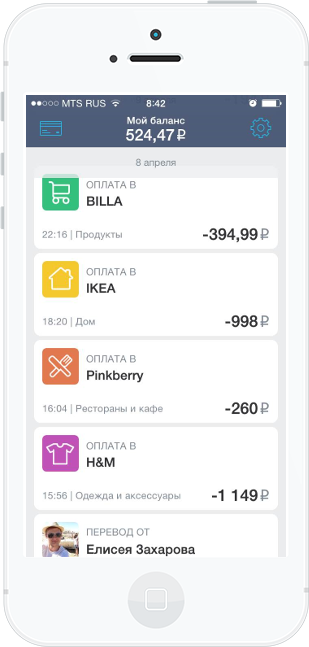 MTS RUS 8:42
Мой баланс
524,47 ₽
8 апреля
ОПЛАТА В
BILLA
22:16 | Продукты -394,99 ₽
ОПЛАТА В
IKEA
18:20 | Дом -998 ₽
ОПЛАТА В
Pinkberry
16:04 | Рестораны и кафе -260 ₽
ОПЛАТА В
H&M
15:56 | Одежда и аксессуары -1 149 ₽
ПЕРЕВОД ОТ
Елисея Захарова